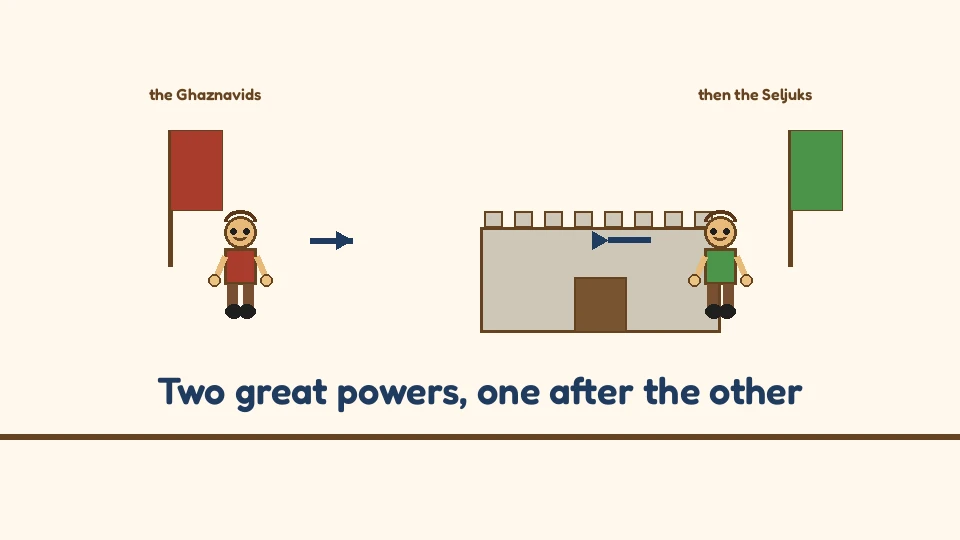 the Ghaznavids
then the Seljuks
Two great powers, one after the other